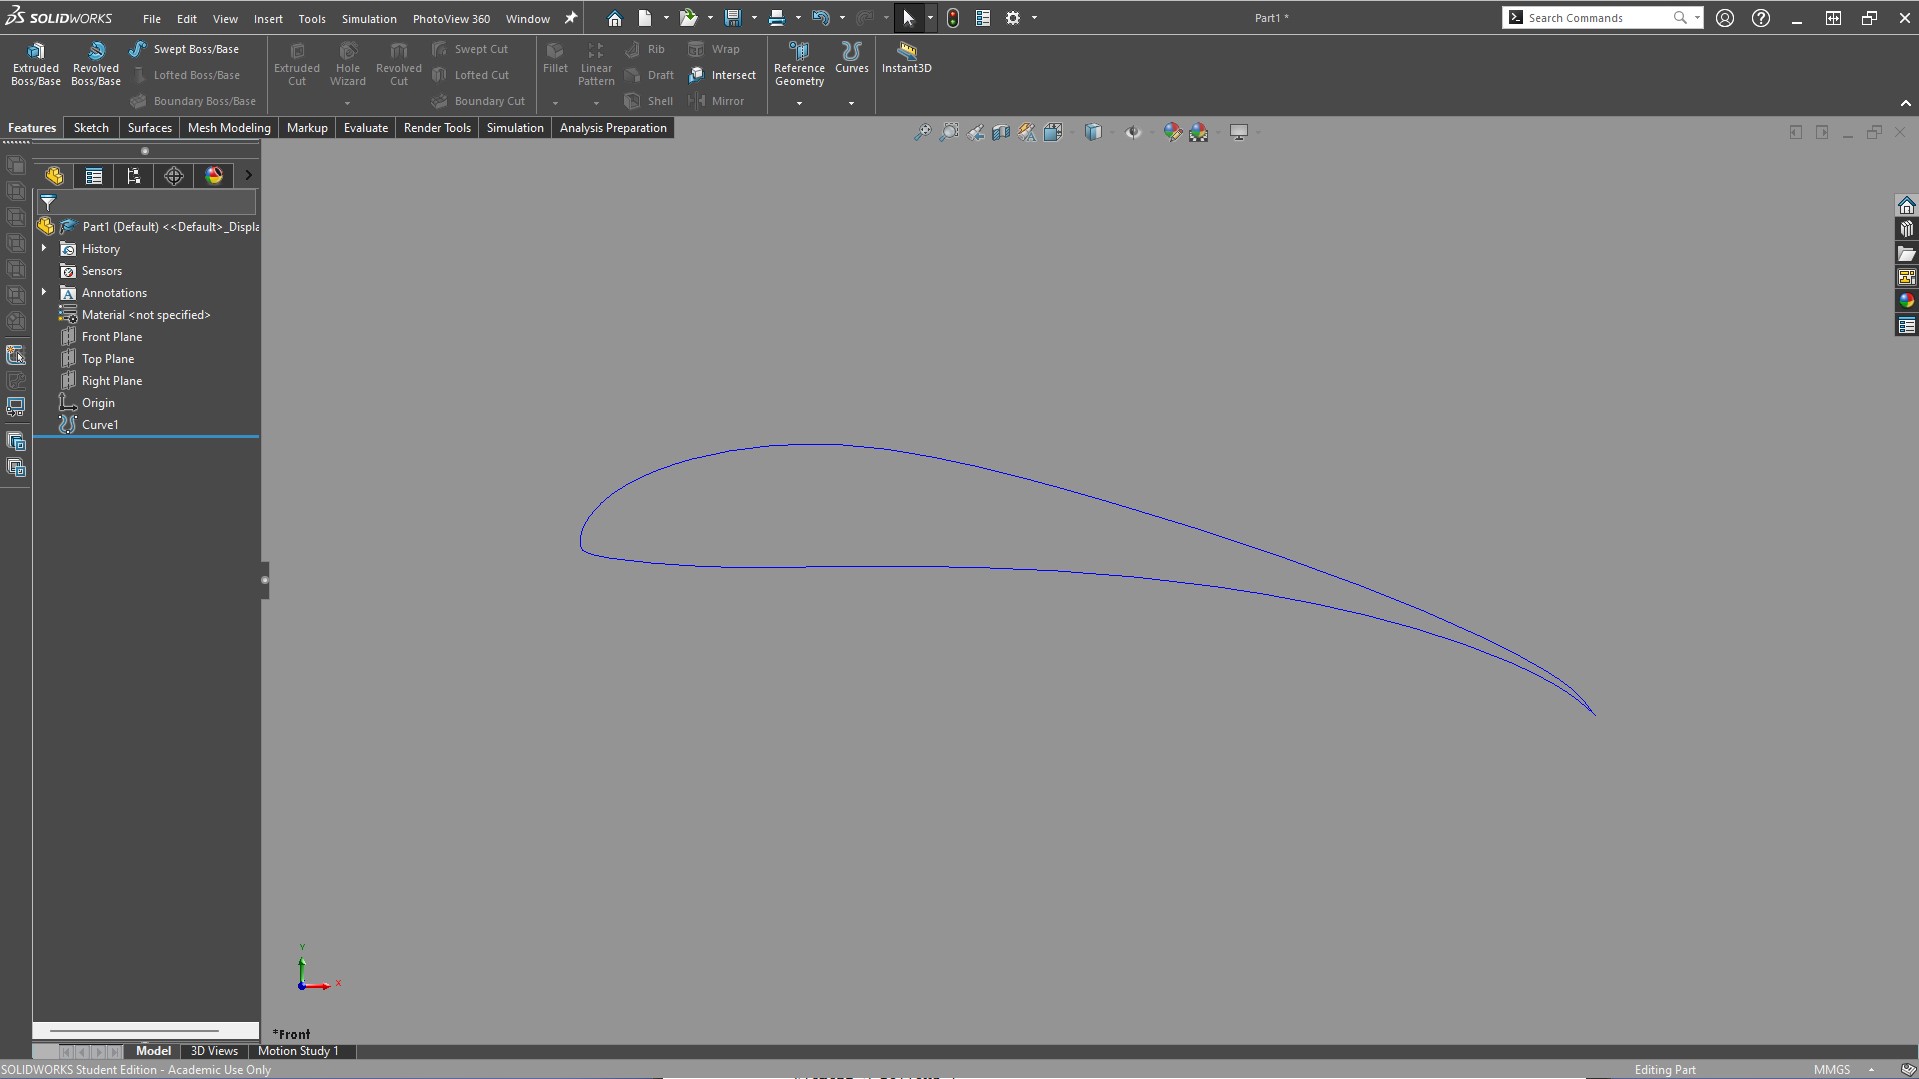 SOLIDWORKS File Edit View Insert Tools Simulation PhotoView 360 Window Part1 * Search Commands
Extruded Boss/Base
Revolved Boss/Base
Swept Boss/Base
Lofted Boss/Base
Boundary Boss/Base
Extruded Cut
Hole Wizard
Revolved Cut
Swept Cut
Lofted Cut
Boundary Cut
Fillet
Linear Pattern
Rib
Draft
Shell
Wrap
Intersect
Mirror
Reference Geometry
Curves
Instant3D
Features Sketch Surfaces Mesh Modeling Markup Evaluate Render Tools Simulation Analysis Preparation
Part1 (Default) <<Default>_Displa
History
Sensors
A Annotations
Material <not specified>
Front Plane
Top Plane
Right Plane
Origin
Curve1
Y
X
*Front
Model 3D Views Motion Study 1
SOLIDWORKS Student Edition - Academic Use Only Editing Part MMGS